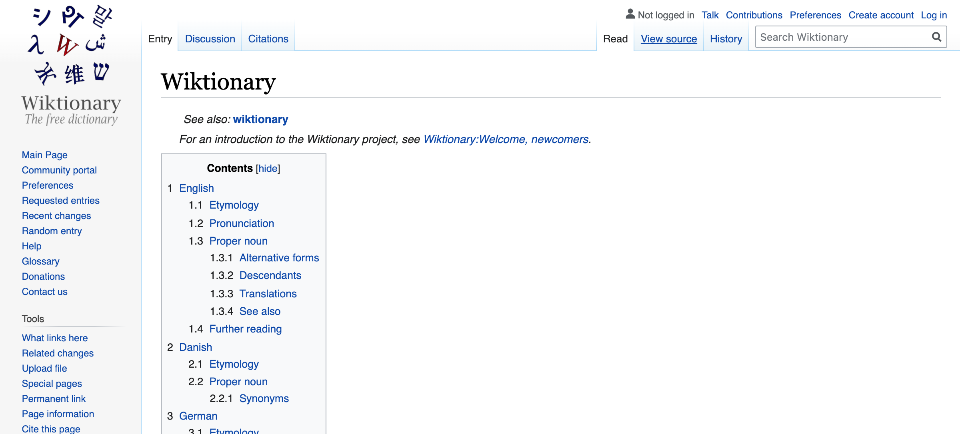 シ
Ω
말
λ
W
ش
维
ש
Wiktionary
The free dictionary
Main Page
Community portal
Preferences
Requested entries
Recent changes
Random entry
Help
Glossary
Donations
Contact us
Tools
What links here
Related changes
Upload file
Special pages
Permanent link
Page information
Cite this page
Not logged in Talk Contributions Preferences Create account Log in
Entry Discussion Citations
Read View source History Search Wiktionary
Wiktionary
See also: wiktionary
For an introduction to the Wiktionary project, see Wiktionary:Welcome, newcomers.
Contents [hide]
1 English
1.1 Etymology
1.2 Pronunciation
1.3 Proper noun
1.3.1 Alternative forms
1.3.2 Descendants
1.3.3 Translations
1.3.4 See also
1.4 Further reading
2 Danish
2.1 Etymology
2.2 Proper noun
2.2.1 Synonyms
3 German
3.1 Etymology